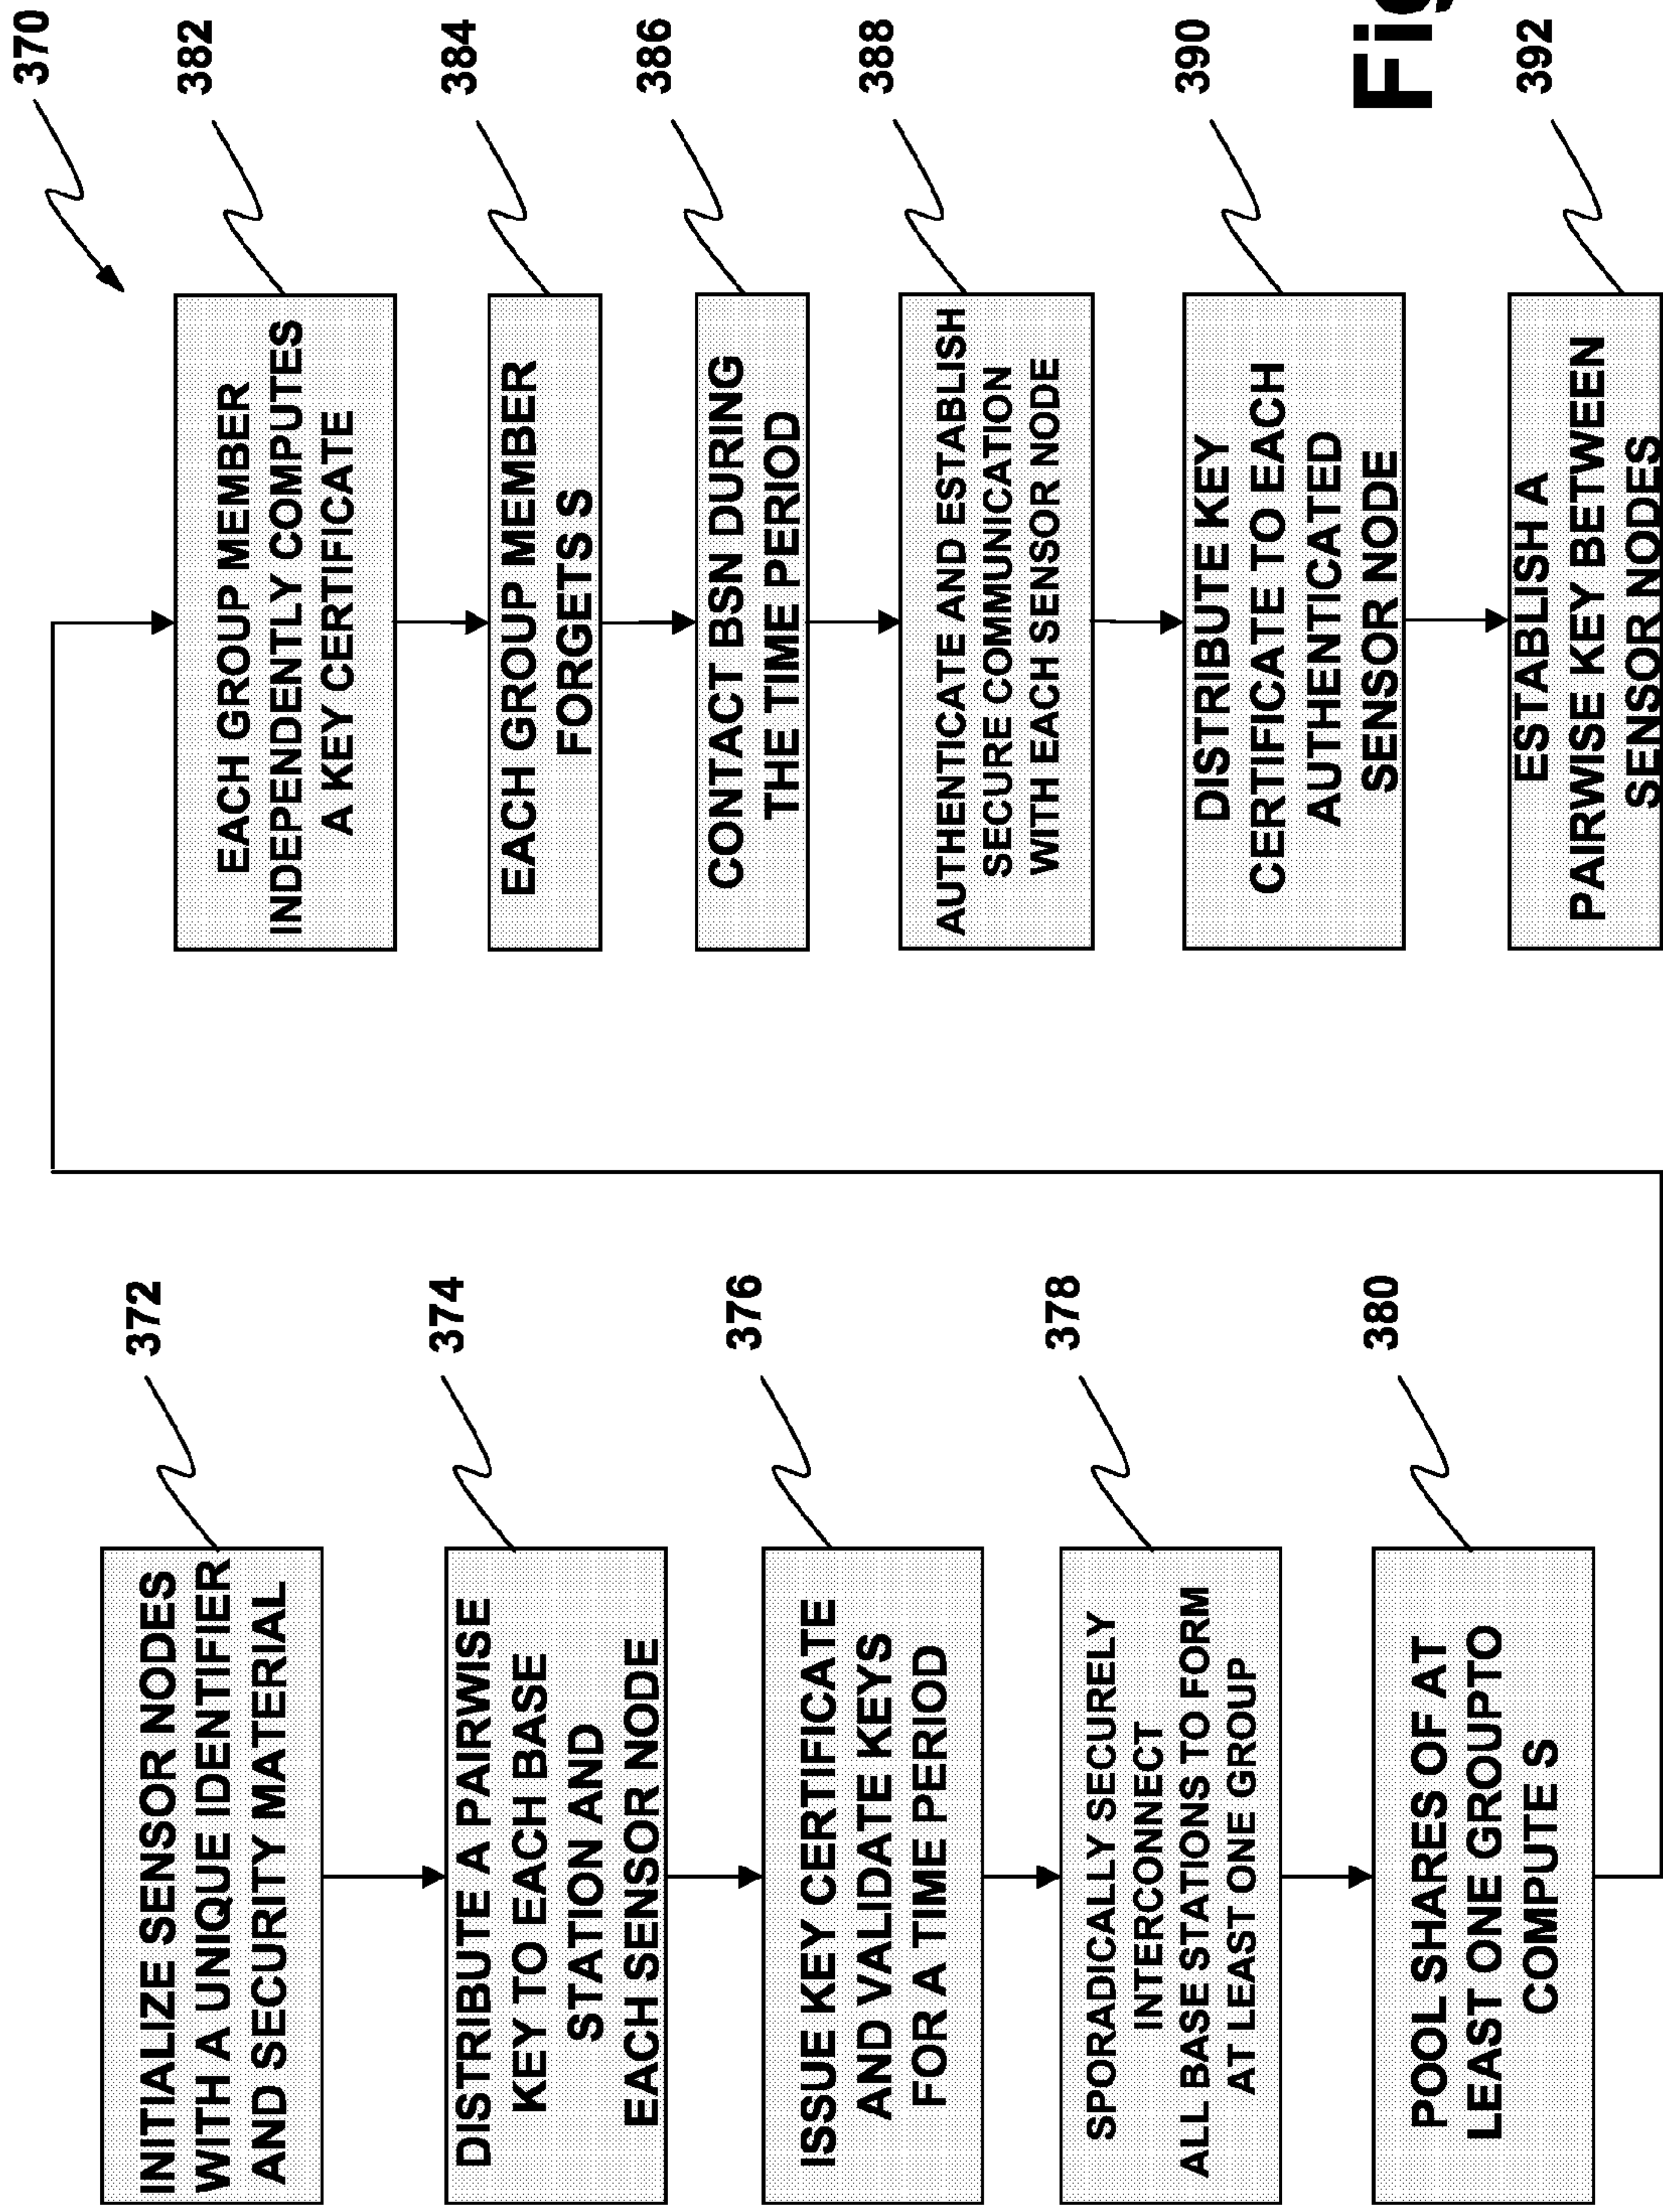 370
372
INITIALIZE SENSOR NODES
WITH A UNIQUE IDENTIFIER
AND SECURITY MATERIAL
374
DISTRIBUTE A PAIRWISE
KEY TO EACH BASE
STATION AND
EACH SENSOR NODE
376
ISSUE KEY CERTIFICATE
AND VALIDATE KEYS
FOR A TIME PERIOD
378
SPORADICALLY SECURELY
INTERCONNECT
ALL BASE STATIONS TO FORM
AT LEAST ONE GROUP
380
POOL SHARES OF AT
LEAST ONE GROUPTO
COMPUTE S
382
EACH GROUP MEMBER
INDEPENDENTLY COMPUTES
A KEY CERTIFICATE
384
EACH GROUP MEMBER
FORGETS S
386
CONTACT BSN DURING
THE TIME PERIOD
388
AUTHENTICATE AND ESTABLISH
SECURE COMMUNICATION
WITH EACH SENSOR NODE
390
DISTRIBUTE KEY
CERTIFICATE TO EACH
AUTHENTICATED
SENSOR NODE
392
ESTABLISH A
PAIRWISE KEY BETWEEN
SENSOR NODES